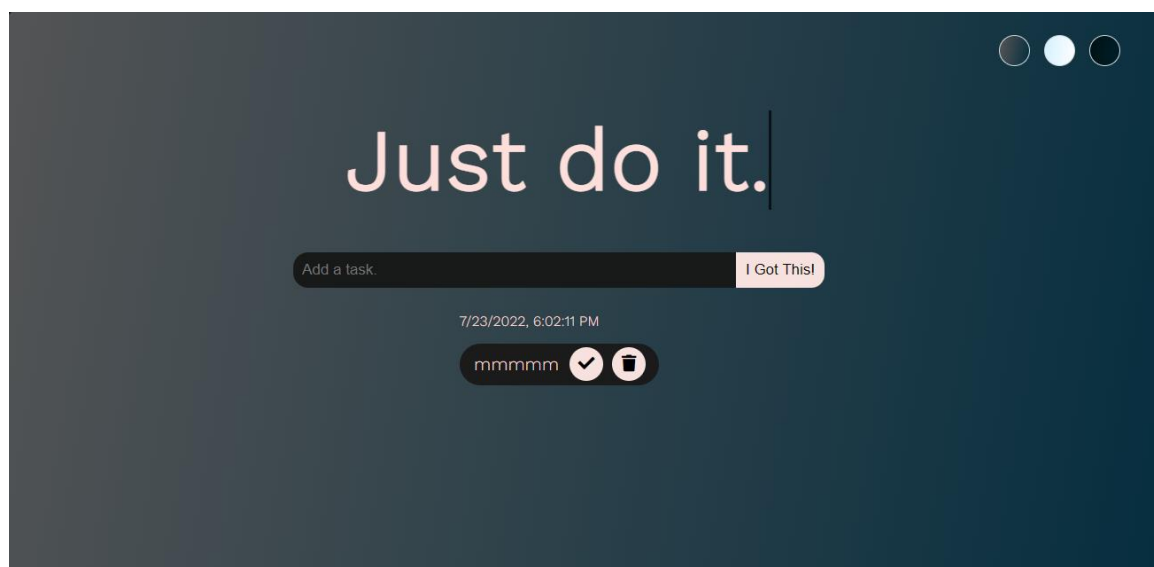 Just do it.
Add a task.
I Got This!
7/23/2022, 6:02:11 PM
mmmmm